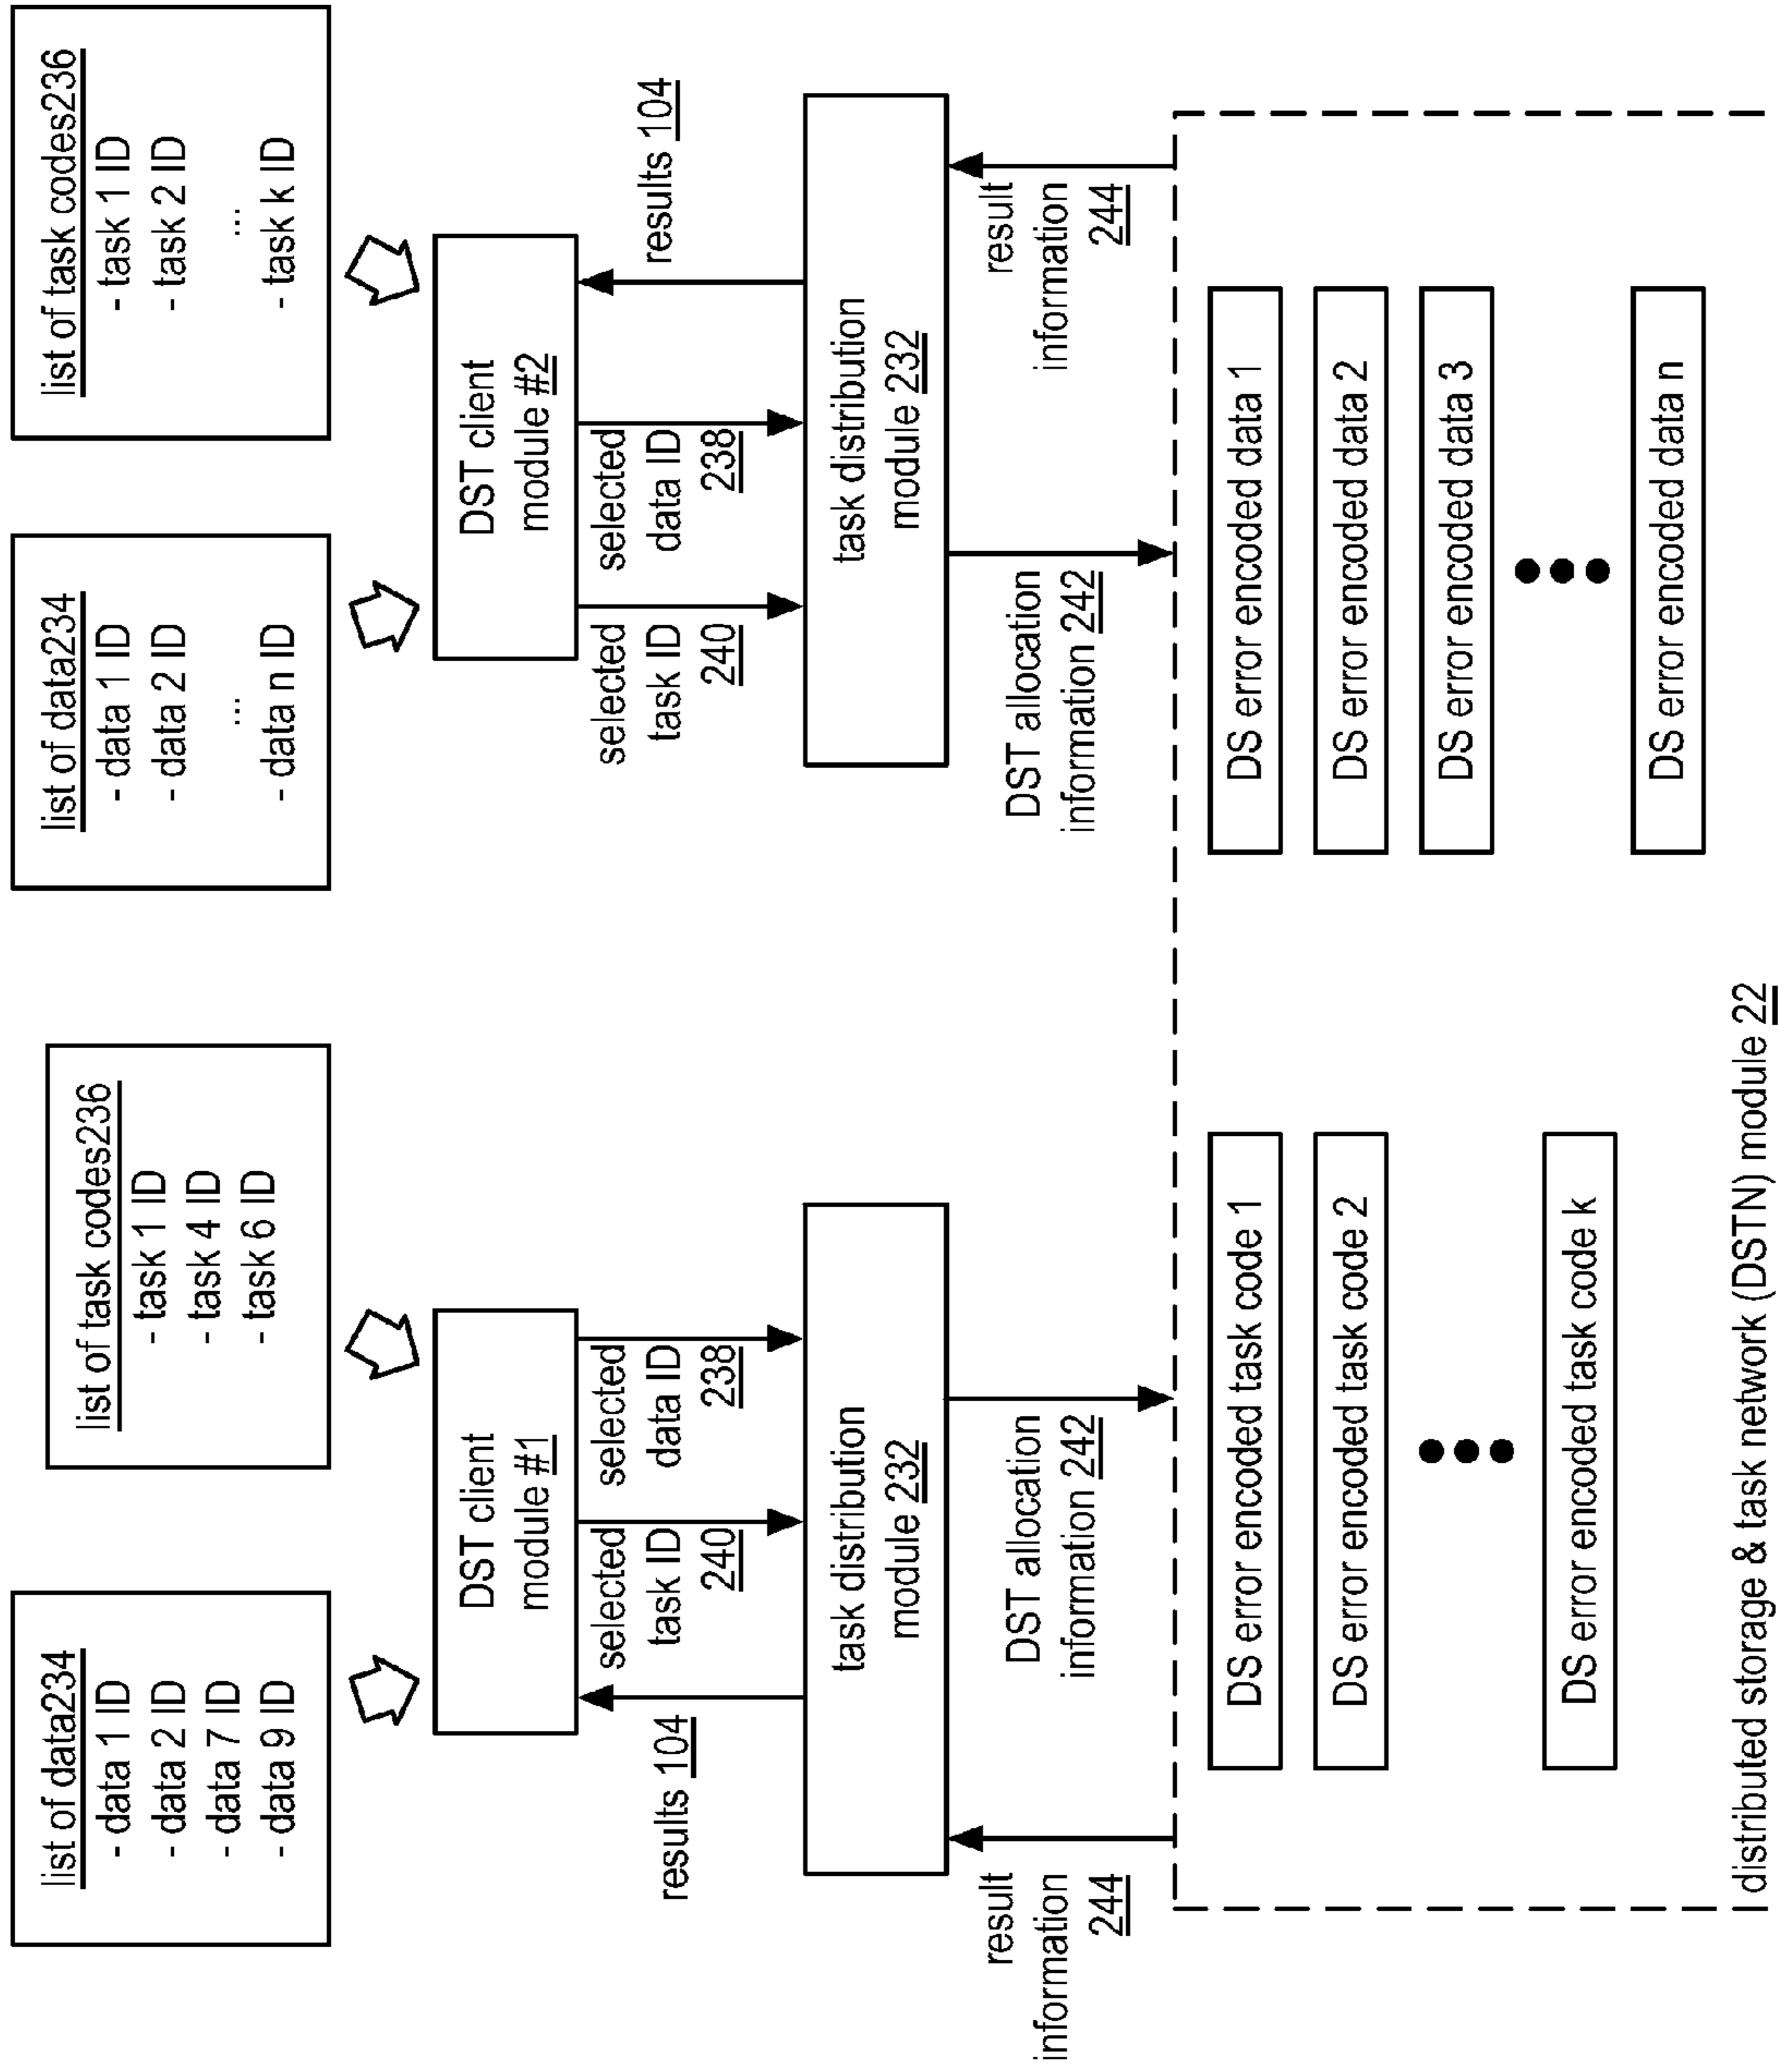 list of data234
- data 1 ID
- data 2 ID
- data 7 ID
- data 9 ID
list of task codes236
- task 1 ID
- task 4 ID
- task 6 ID
list of data234
- data 1 ID
- data 2 ID
...
- data n ID
list of task codes236
- task 1 ID
- task 2 ID
...
- task k ID
DST client
module #1
DST client
module #2
results 104
selected
task ID
240
selected
data ID
238
selected
task ID
240
selected
data ID
238
results 104
task distribution
module 232
task distribution
module 232
result
information
244
DST allocation
information 242
DST allocation
information 242
result
information
244
DS error encoded task code 1
DS error encoded task code 2
DS error encoded task code k
DS error encoded data 1
DS error encoded data 2
DS error encoded data 3
DS error encoded data n
distributed storage & task network (DSTN) module 22